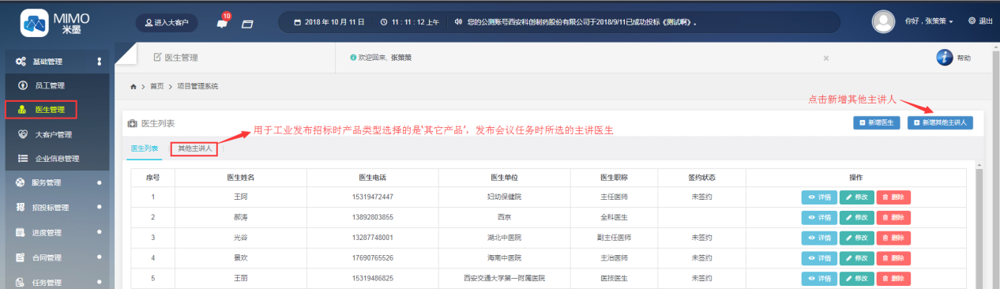 MIMO
米墨
进入大客户
10
2018 年 10 月 11 日
11 : 11 : 12 上午
您的公测账号西安科创制药股份有限公司于2018/9/11已成功投标《测试啊》.
你好 , 张策策
退出
基础管理
医生管理
欢迎回来, 张策策
×
帮助
员工管理
首页 > 项目管理系统
点击新增其他主讲人
医生管理
医生列表
新增医生
新增其他主讲人
用于工业发布招标时产品类型选择的是'其它产品'，发布会议任务时所选的主讲医生
大客户管理
医生列表
其他主讲人
企业信息管理
序号 医生姓名 医生电话 医生单位 医生职称 签约状态 操作
服务管理
1 王阿 15319472447 妇幼保健院 主任医师 未签约 详情 修改 删除
招投标管理
2 郝涛 13892803855 西京 全科医生 详情 修改 删除
进度管理
3 光谷 13287748001 湖北中医院 副主任医师 未签约 详情 修改 删除
合同管理
4 景欢 17690765526 海南中医院 主治医师 未签约 详情 修改 删除
任务管理
5 王丽 15319486825 西安交通大学第一附属医院 医技医生 未签约 详情 修改 删除